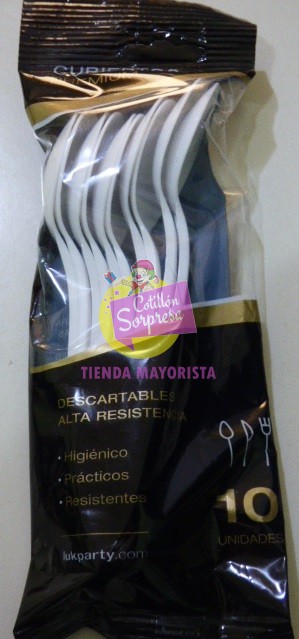 CUBIERTOS
Cotillón
Sorpresa
TIENDA MAYORISTA
DESCARTABLES
ALTA RESISTENCIA
• Higiénico
• Prácticos
• Resistentes
10
UNIDADES
lukparty.com